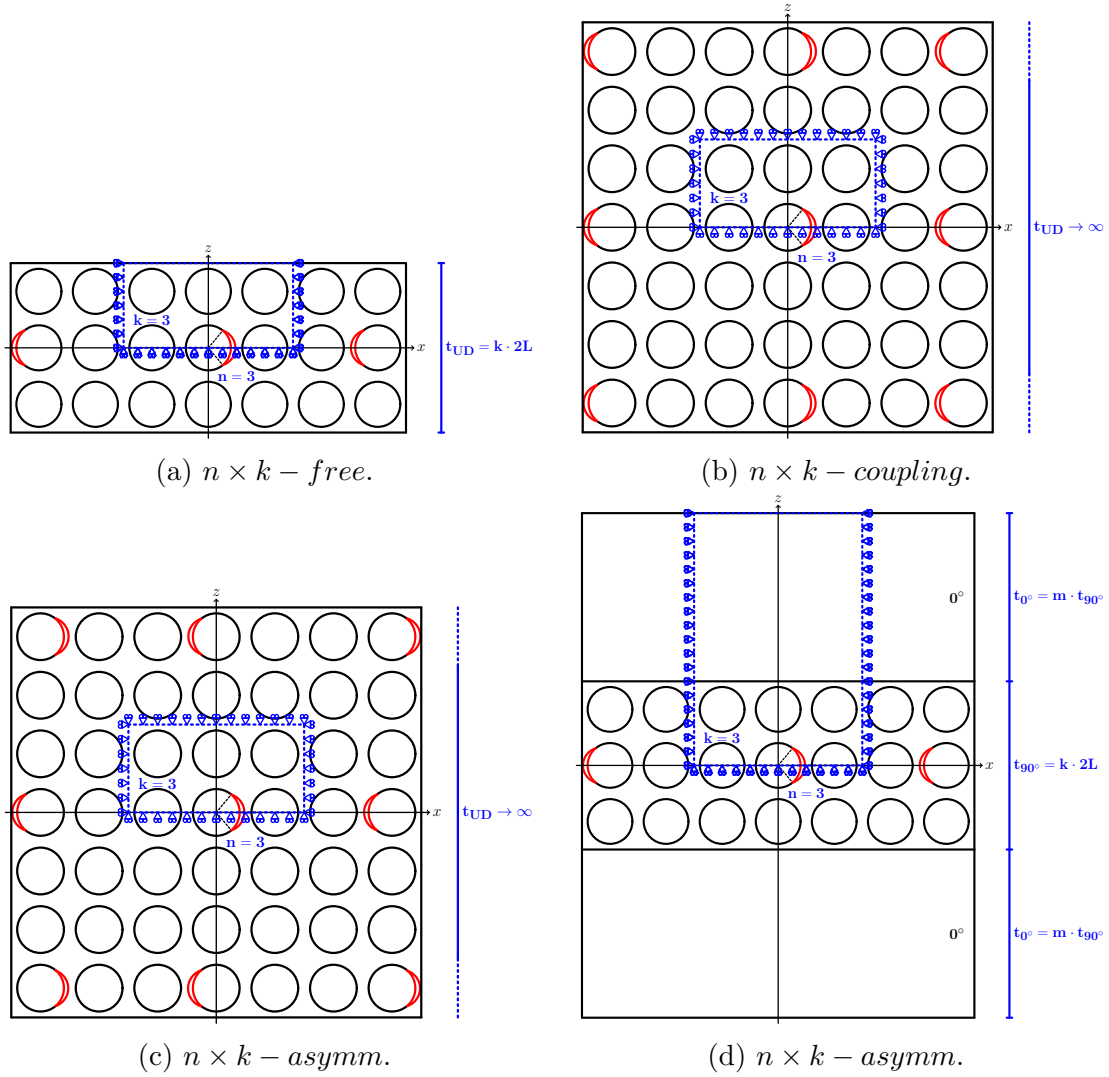 z
x
k = 3
n = 3
t_UD = k · 2L
(a) n × k − free.
z
x
k = 3
n = 3
t_UD → ∞
(b) n × k − coupling.
z
x
k = 3
n = 3
t_UD → ∞
(c) n × k − asymm.
z
x
0°
t_0° = m · t_90°
k = 3
n = 3
t_90° = k · 2L
0°
t_0° = m · t_90°
(d) n × k − asymm.